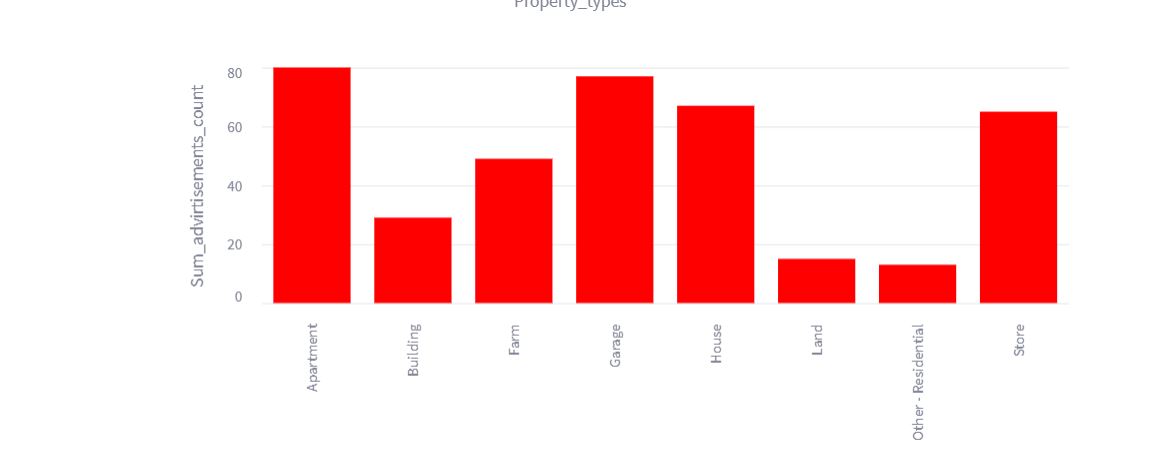 Property_types
Sum_advirtisements_count
80
60
40
20
0
Apartment
Building
Farm
Garage
House
Land
Other - Residential
Store